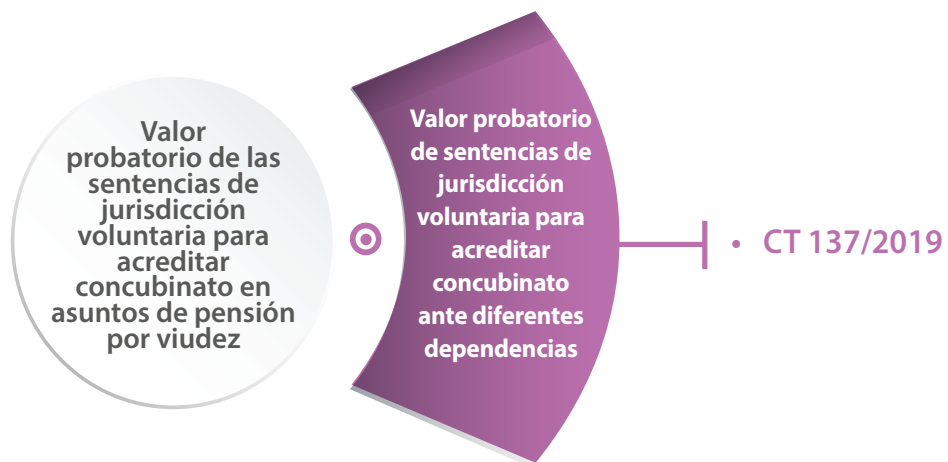 Valor
probatorio de las
sentencias de
jurisdicción
voluntaria para
acreditar
concubinato en
asuntos de pensión
por viudez
Valor probatorio
de sentencias de
jurisdicción
voluntaria para
acreditar
concubinato
ante diferentes
dependencias
• CT 137/2019